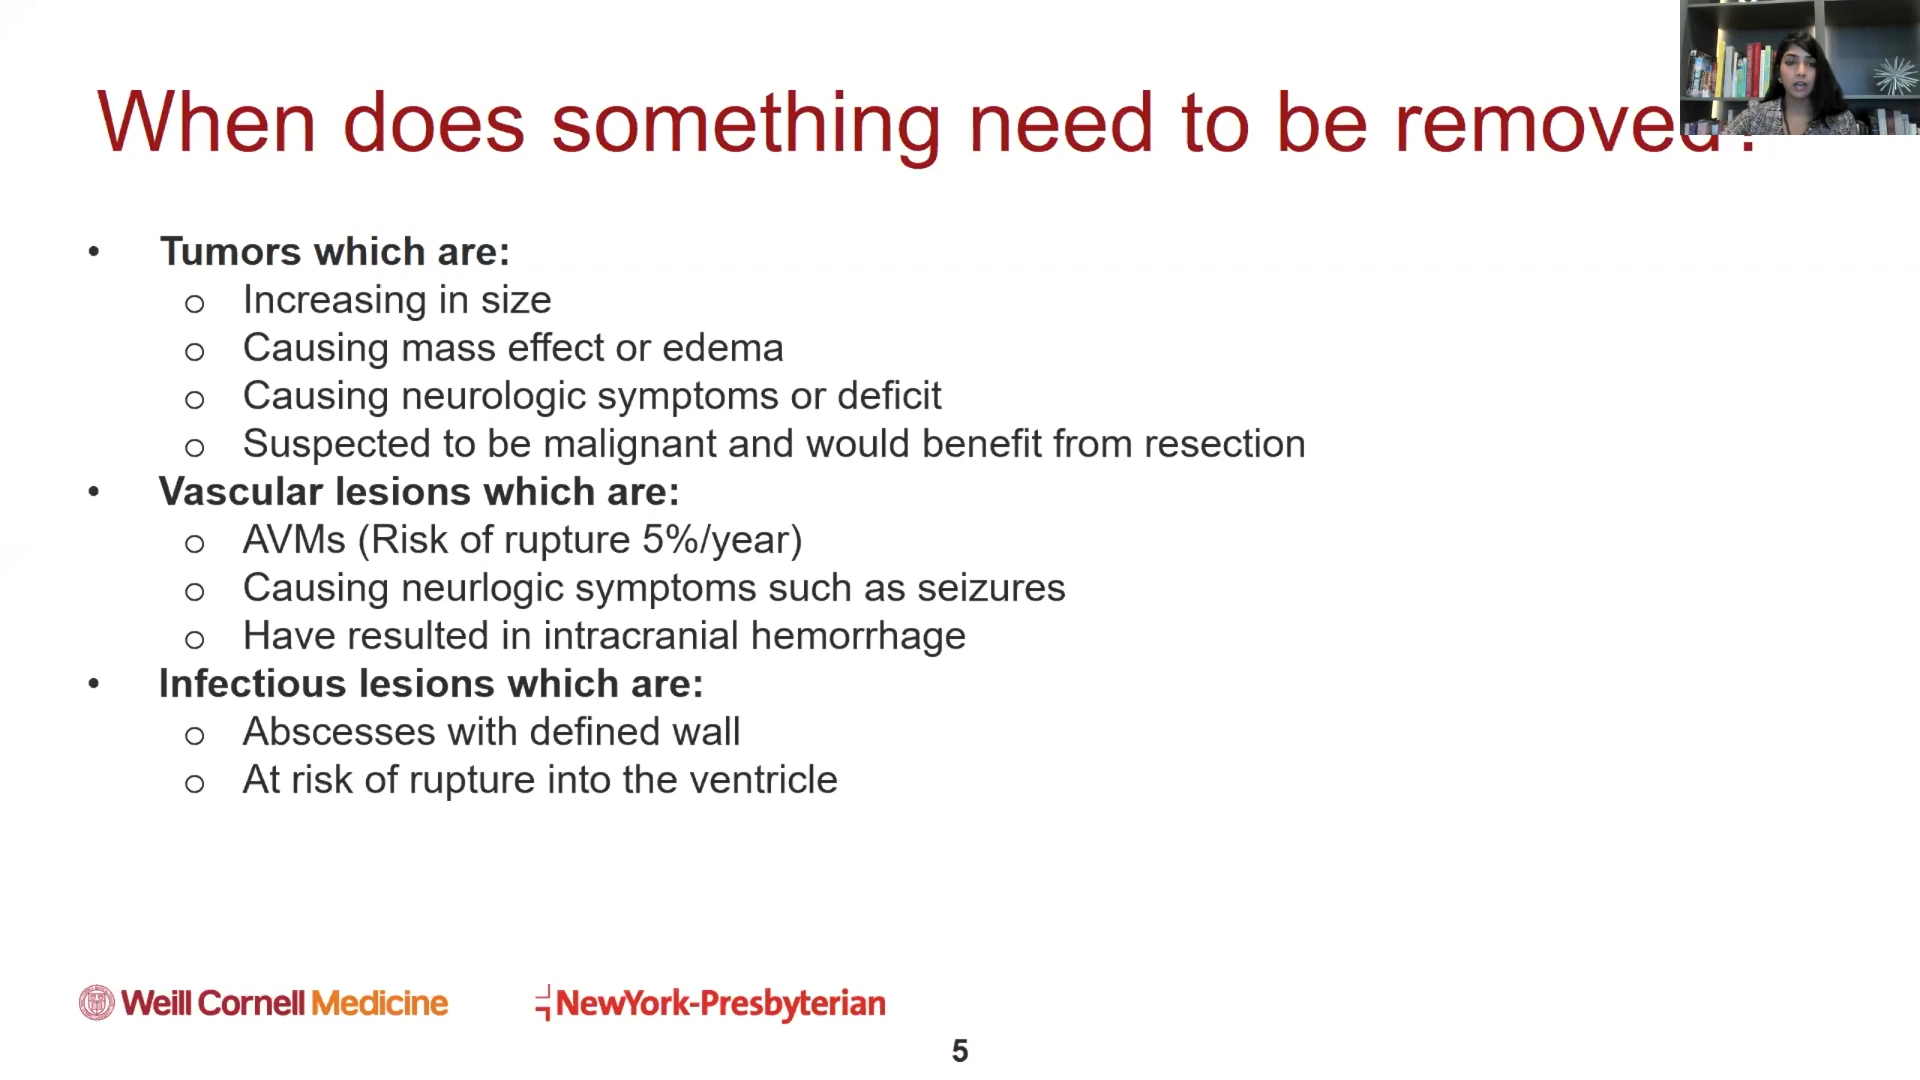 When does something need to be removed?
• Tumors which are:
o Increasing in size
o Causing mass effect or edema
o Causing neurologic symptoms or deficit
o Suspected to be malignant and would benefit from resection
• Vascular lesions which are:
o AVMs (Risk of rupture 5%/year)
o Causing neurlogic symptoms such as seizures
o Have resulted in intracranial hemorrhage
• Infectious lesions which are:
o Abscesses with defined wall
o At risk of rupture into the ventricle
Weill Cornell Medicine
NewYork-Presbyterian
5